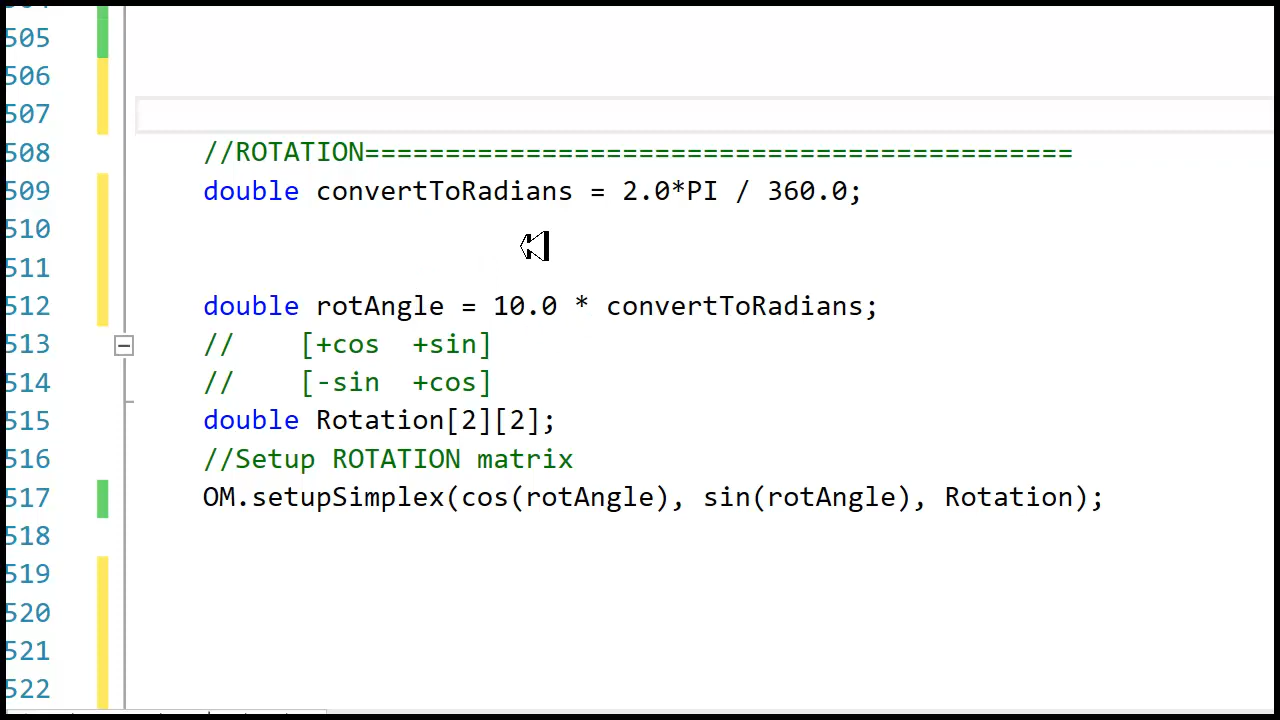 505
506
507
508 //ROTATION============================================
509 double convertToRadians = 2.0*PI / 360.0;
510
511
512 double rotAngle = 10.0 * convertToRadians;
513 //    [+cos  +sin]
514 //    [-sin  +cos]
515 double Rotation[2][2];
516 //Setup ROTATION matrix
517 OM.setupSimplex(cos(rotAngle), sin(rotAngle), Rotation);
518
519
520
521
522